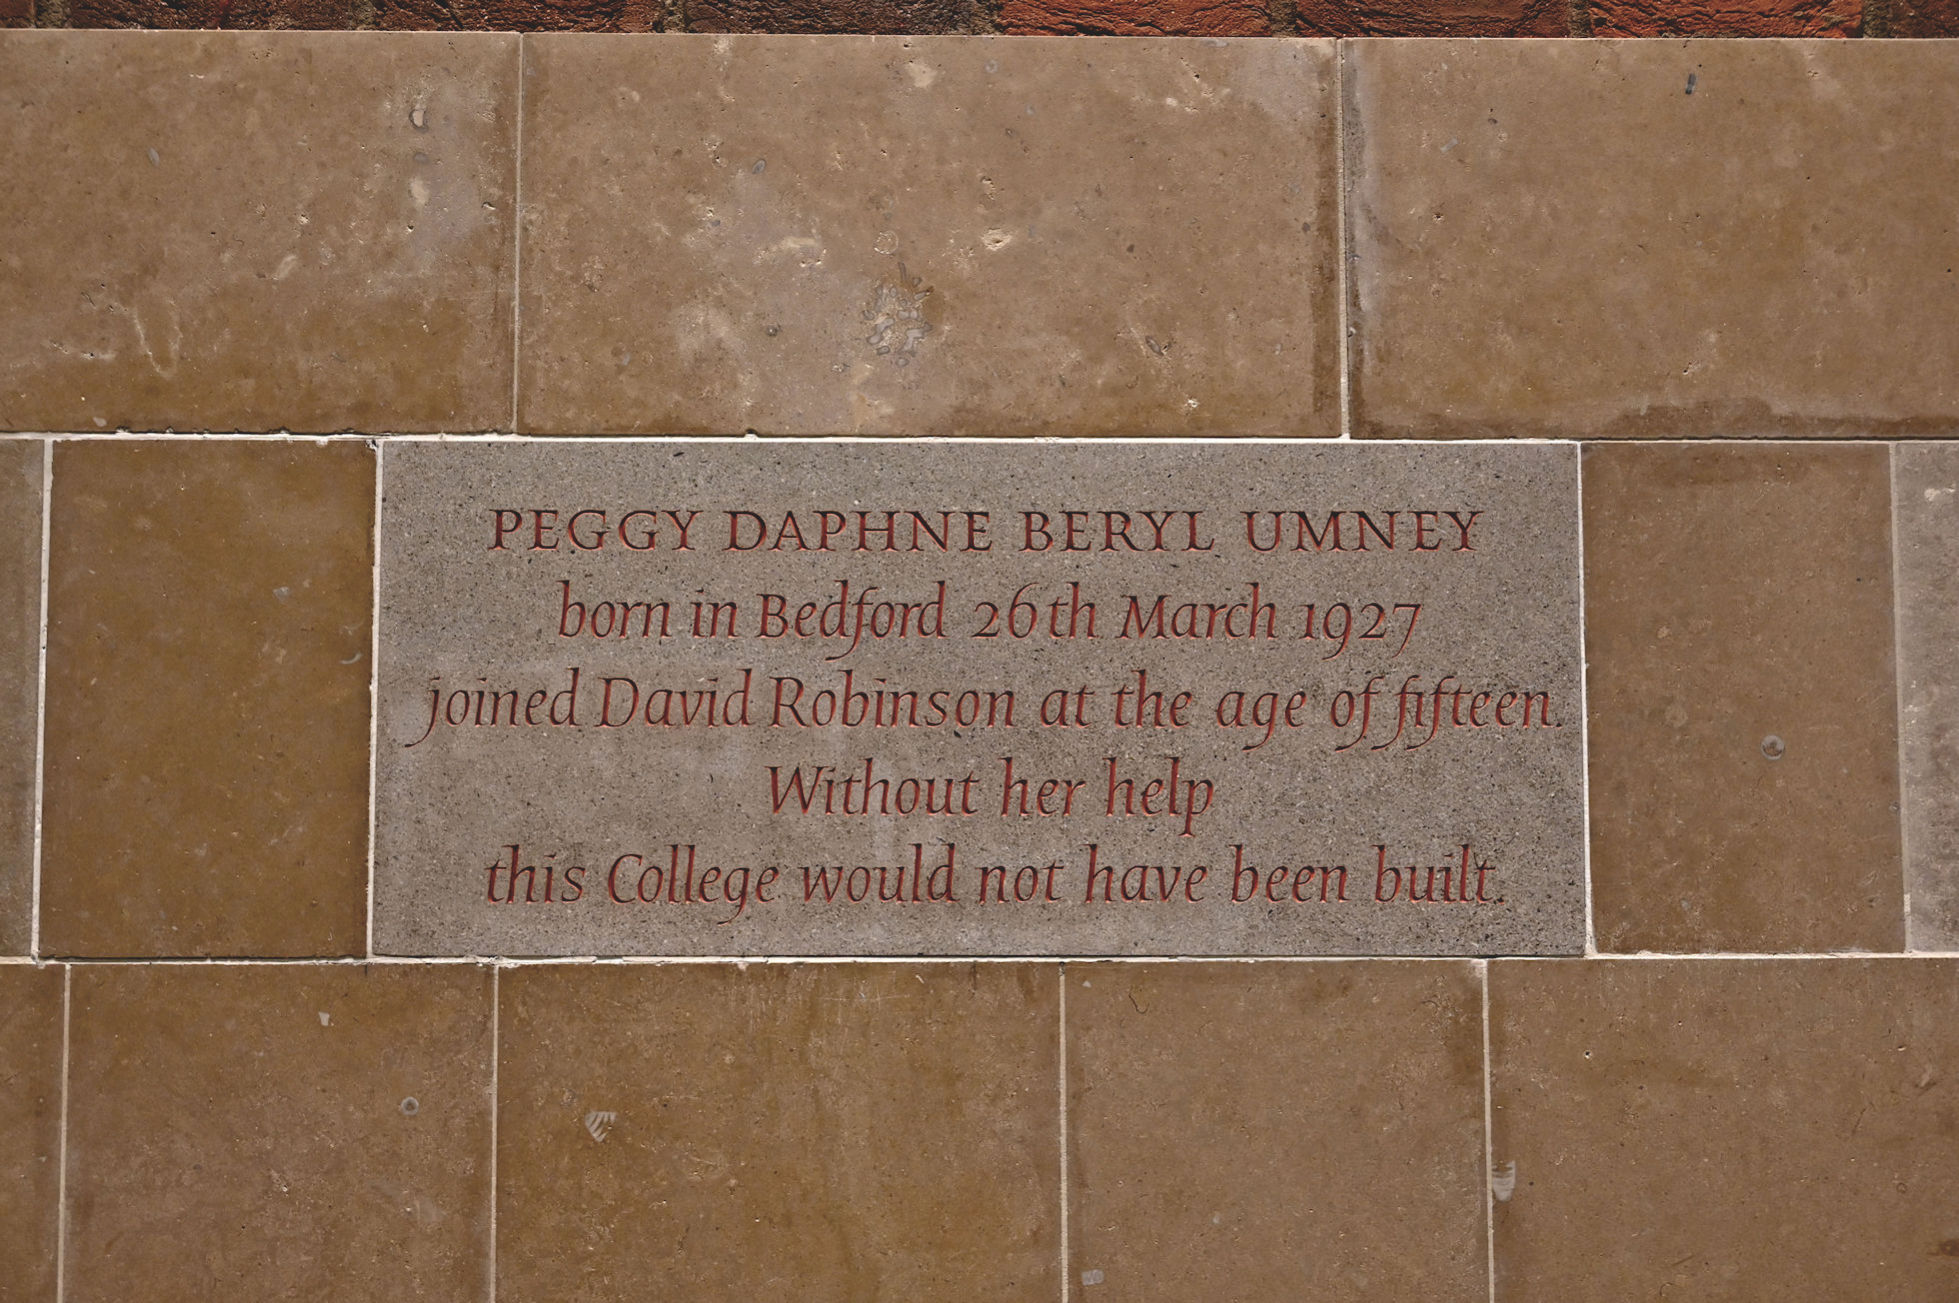 PEGGY DAPHNE BERYL UMNEY
born in Bedford 26th March 1927
joined David Robinson at the age of fifteen.
Without her help
this College would not have been built.